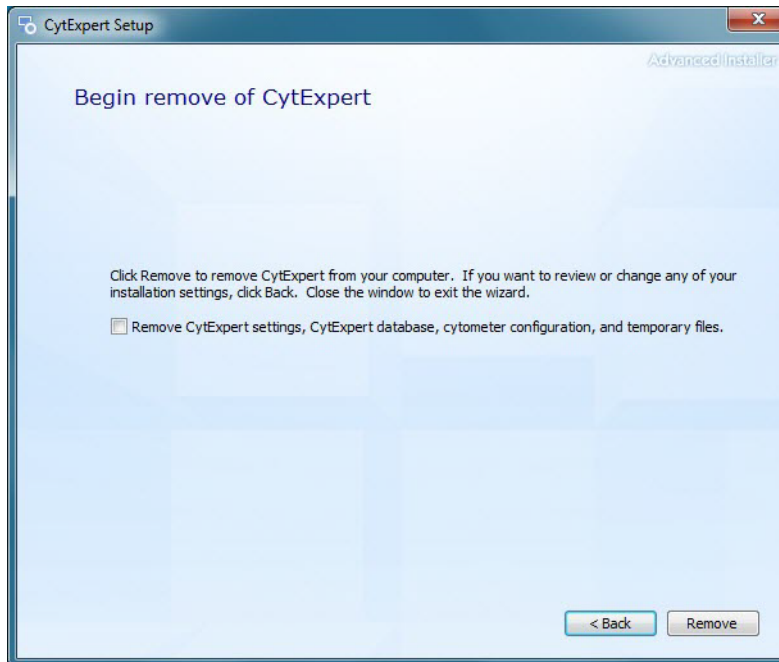 CytExpert Setup
Advanced Installer
Begin remove of CytExpert
Click Remove to remove CytExpert from your computer.  If you want to review or change any of your
installation settings, click Back.  Close the window to exit the wizard.
Remove CytExpert settings, CytExpert database, cytometer configuration, and temporary files.
< Back
Remove